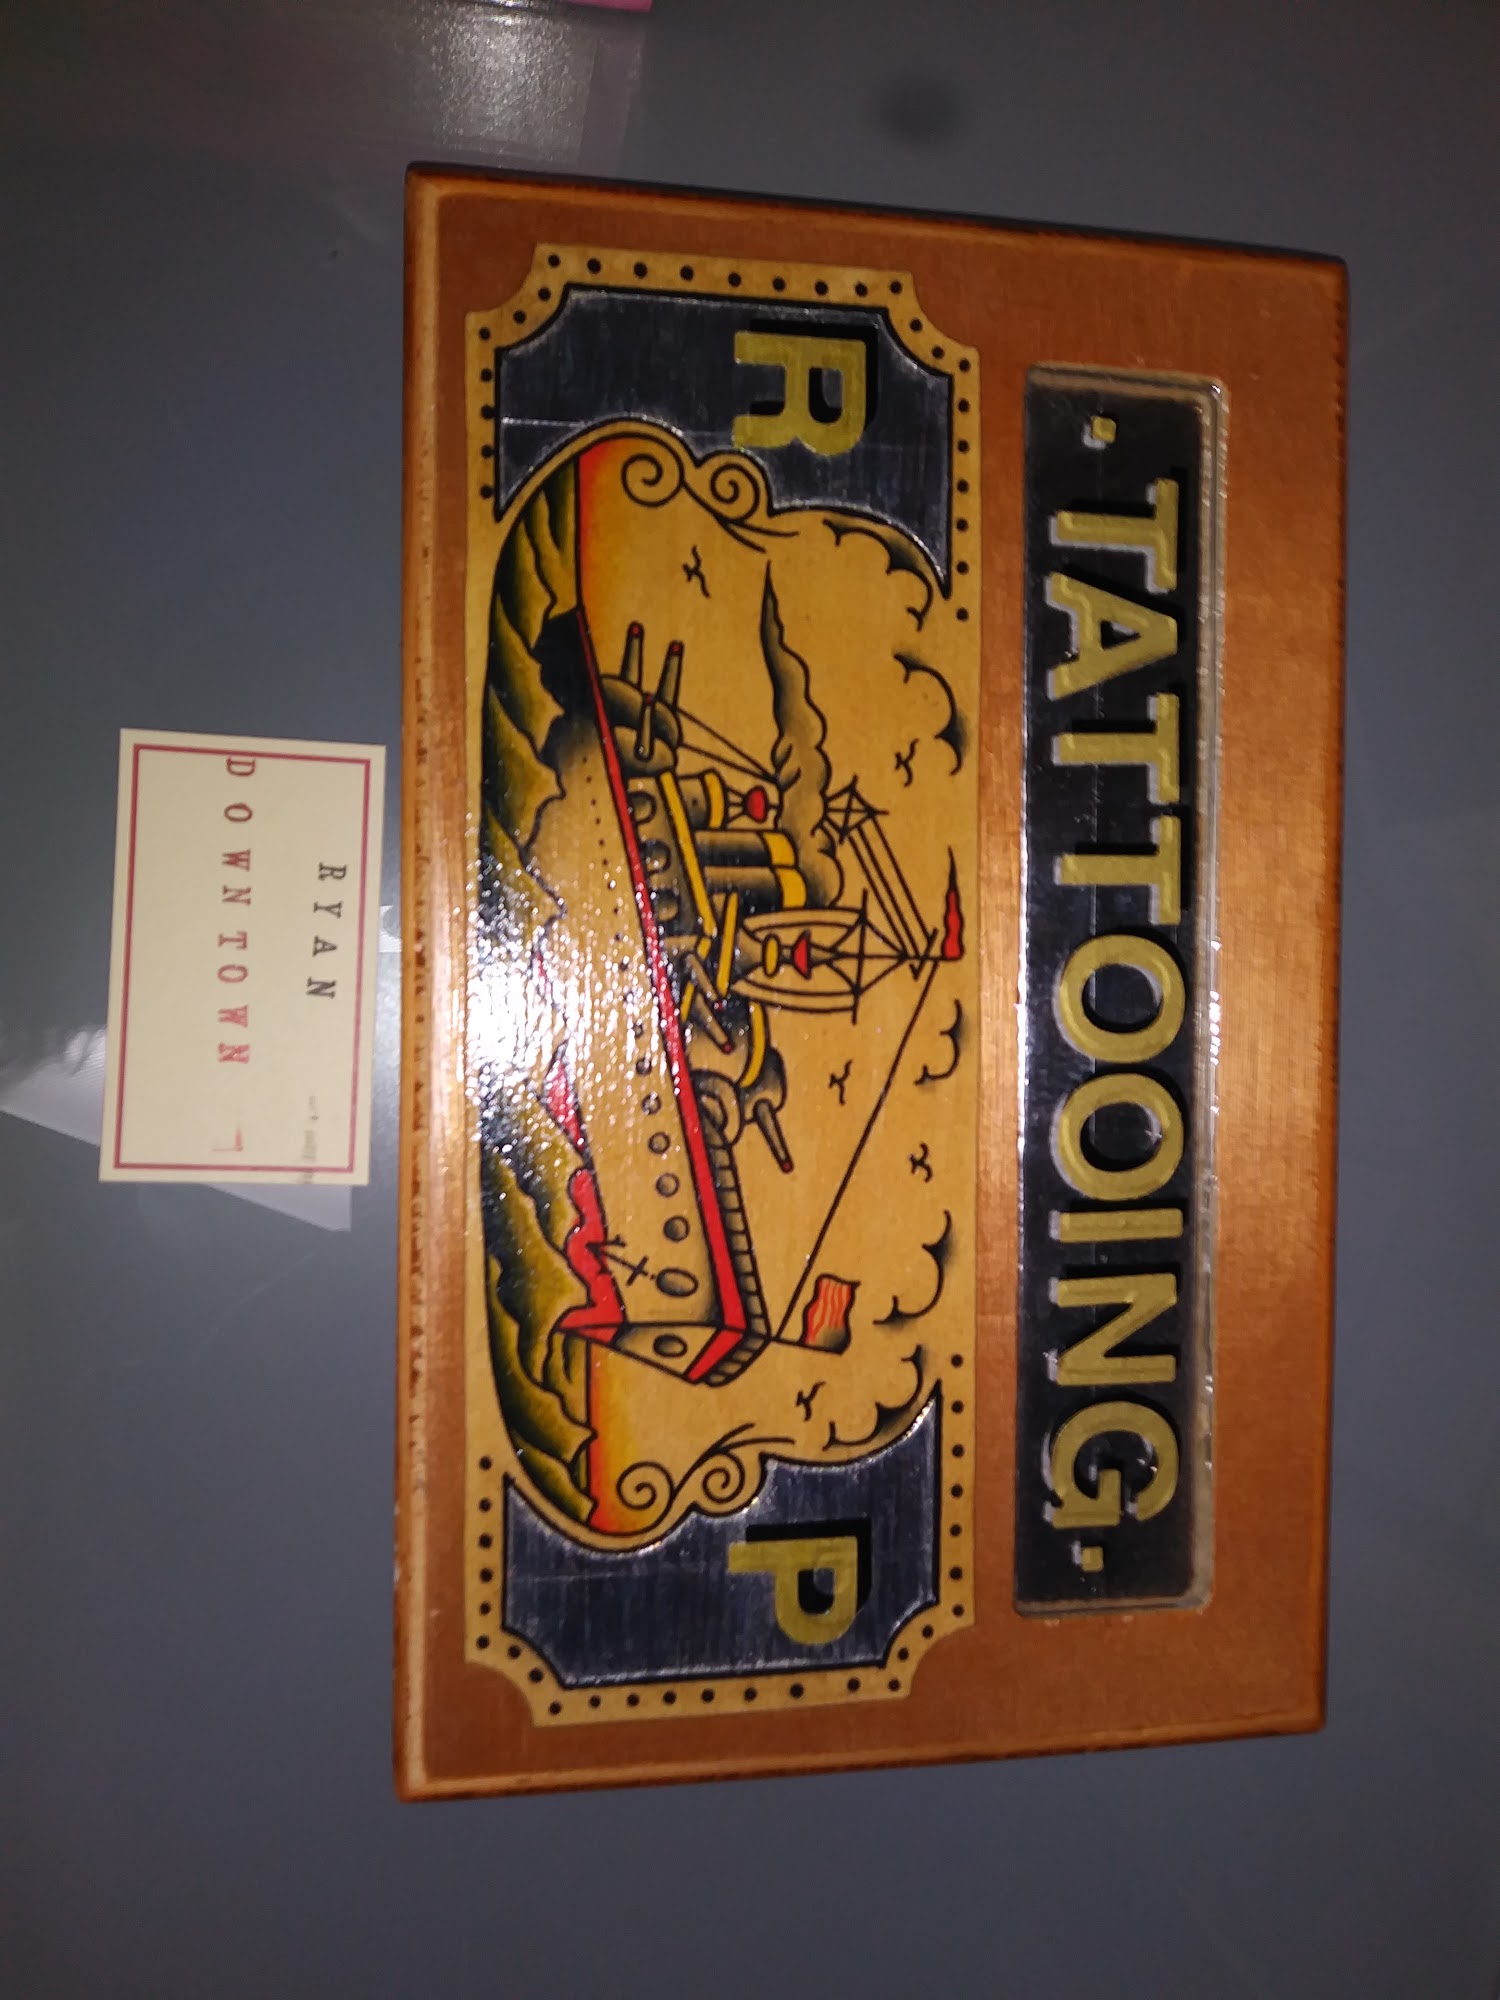 · TATTOOING ·
R P
RYAN
DOWNTOWN